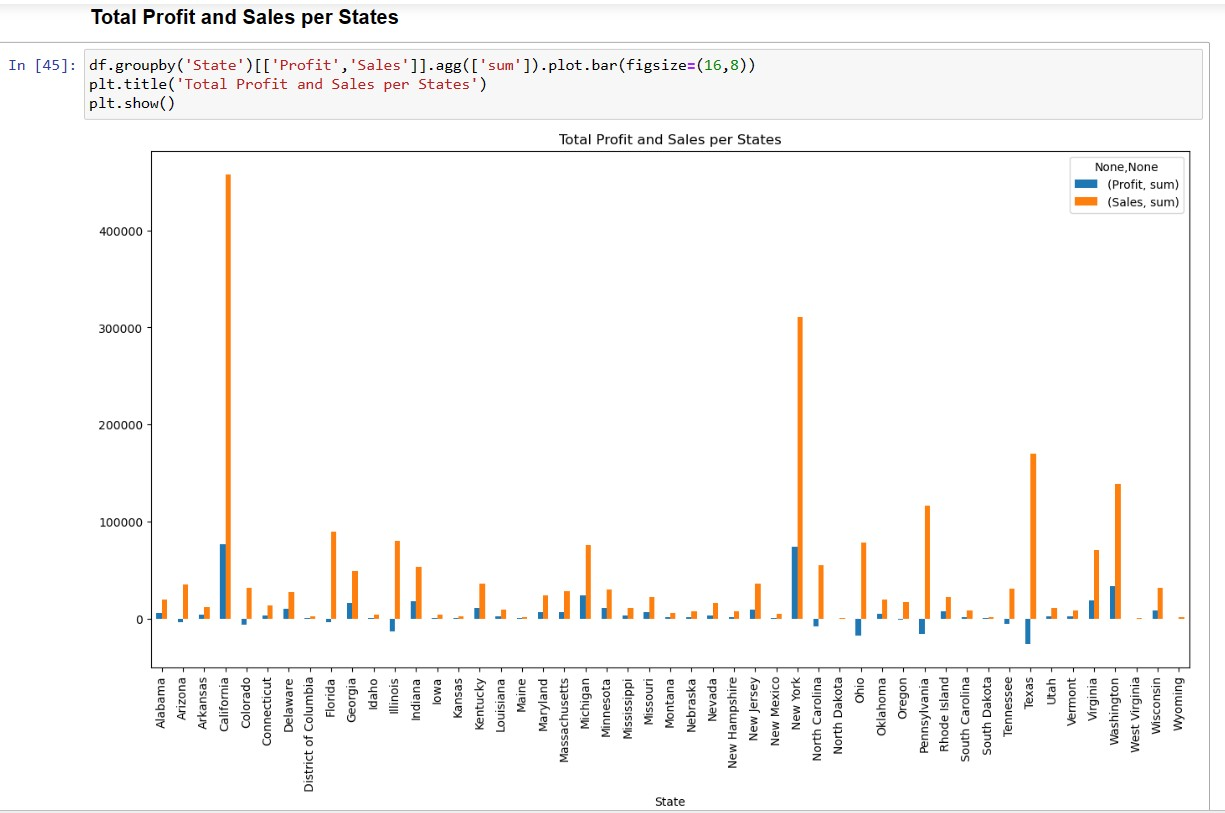 Total Profit and Sales per States
In [45]: df.groupby('State')[['Profit','Sales']].agg(['sum']).plot.bar(figsize=(16,8))
plt.title('Total Profit and Sales per States')
plt.show()
Total Profit and Sales per States
None,None
(Profit, sum)
(Sales, sum)
400000
300000
200000
100000
0
Alabama
Arizona
Arkansas
California
Colorado
Connecticut
Delaware
District of Columbia
Florida
Georgia
Idaho
Illinois
Indiana
Iowa
Kansas
Kentucky
Louisiana
Maine
Maryland
Massachusetts
Michigan
Minnesota
Mississippi
Missouri
Montana
Nebraska
Nevada
New Hampshire
New Jersey
New Mexico
New York
North Carolina
North Dakota
Ohio
Oklahoma
Oregon
Pennsylvania
Rhode Island
South Carolina
South Dakota
Tennessee
Texas
Utah
Vermont
Virginia
Washington
West Virginia
Wisconsin
Wyoming
State